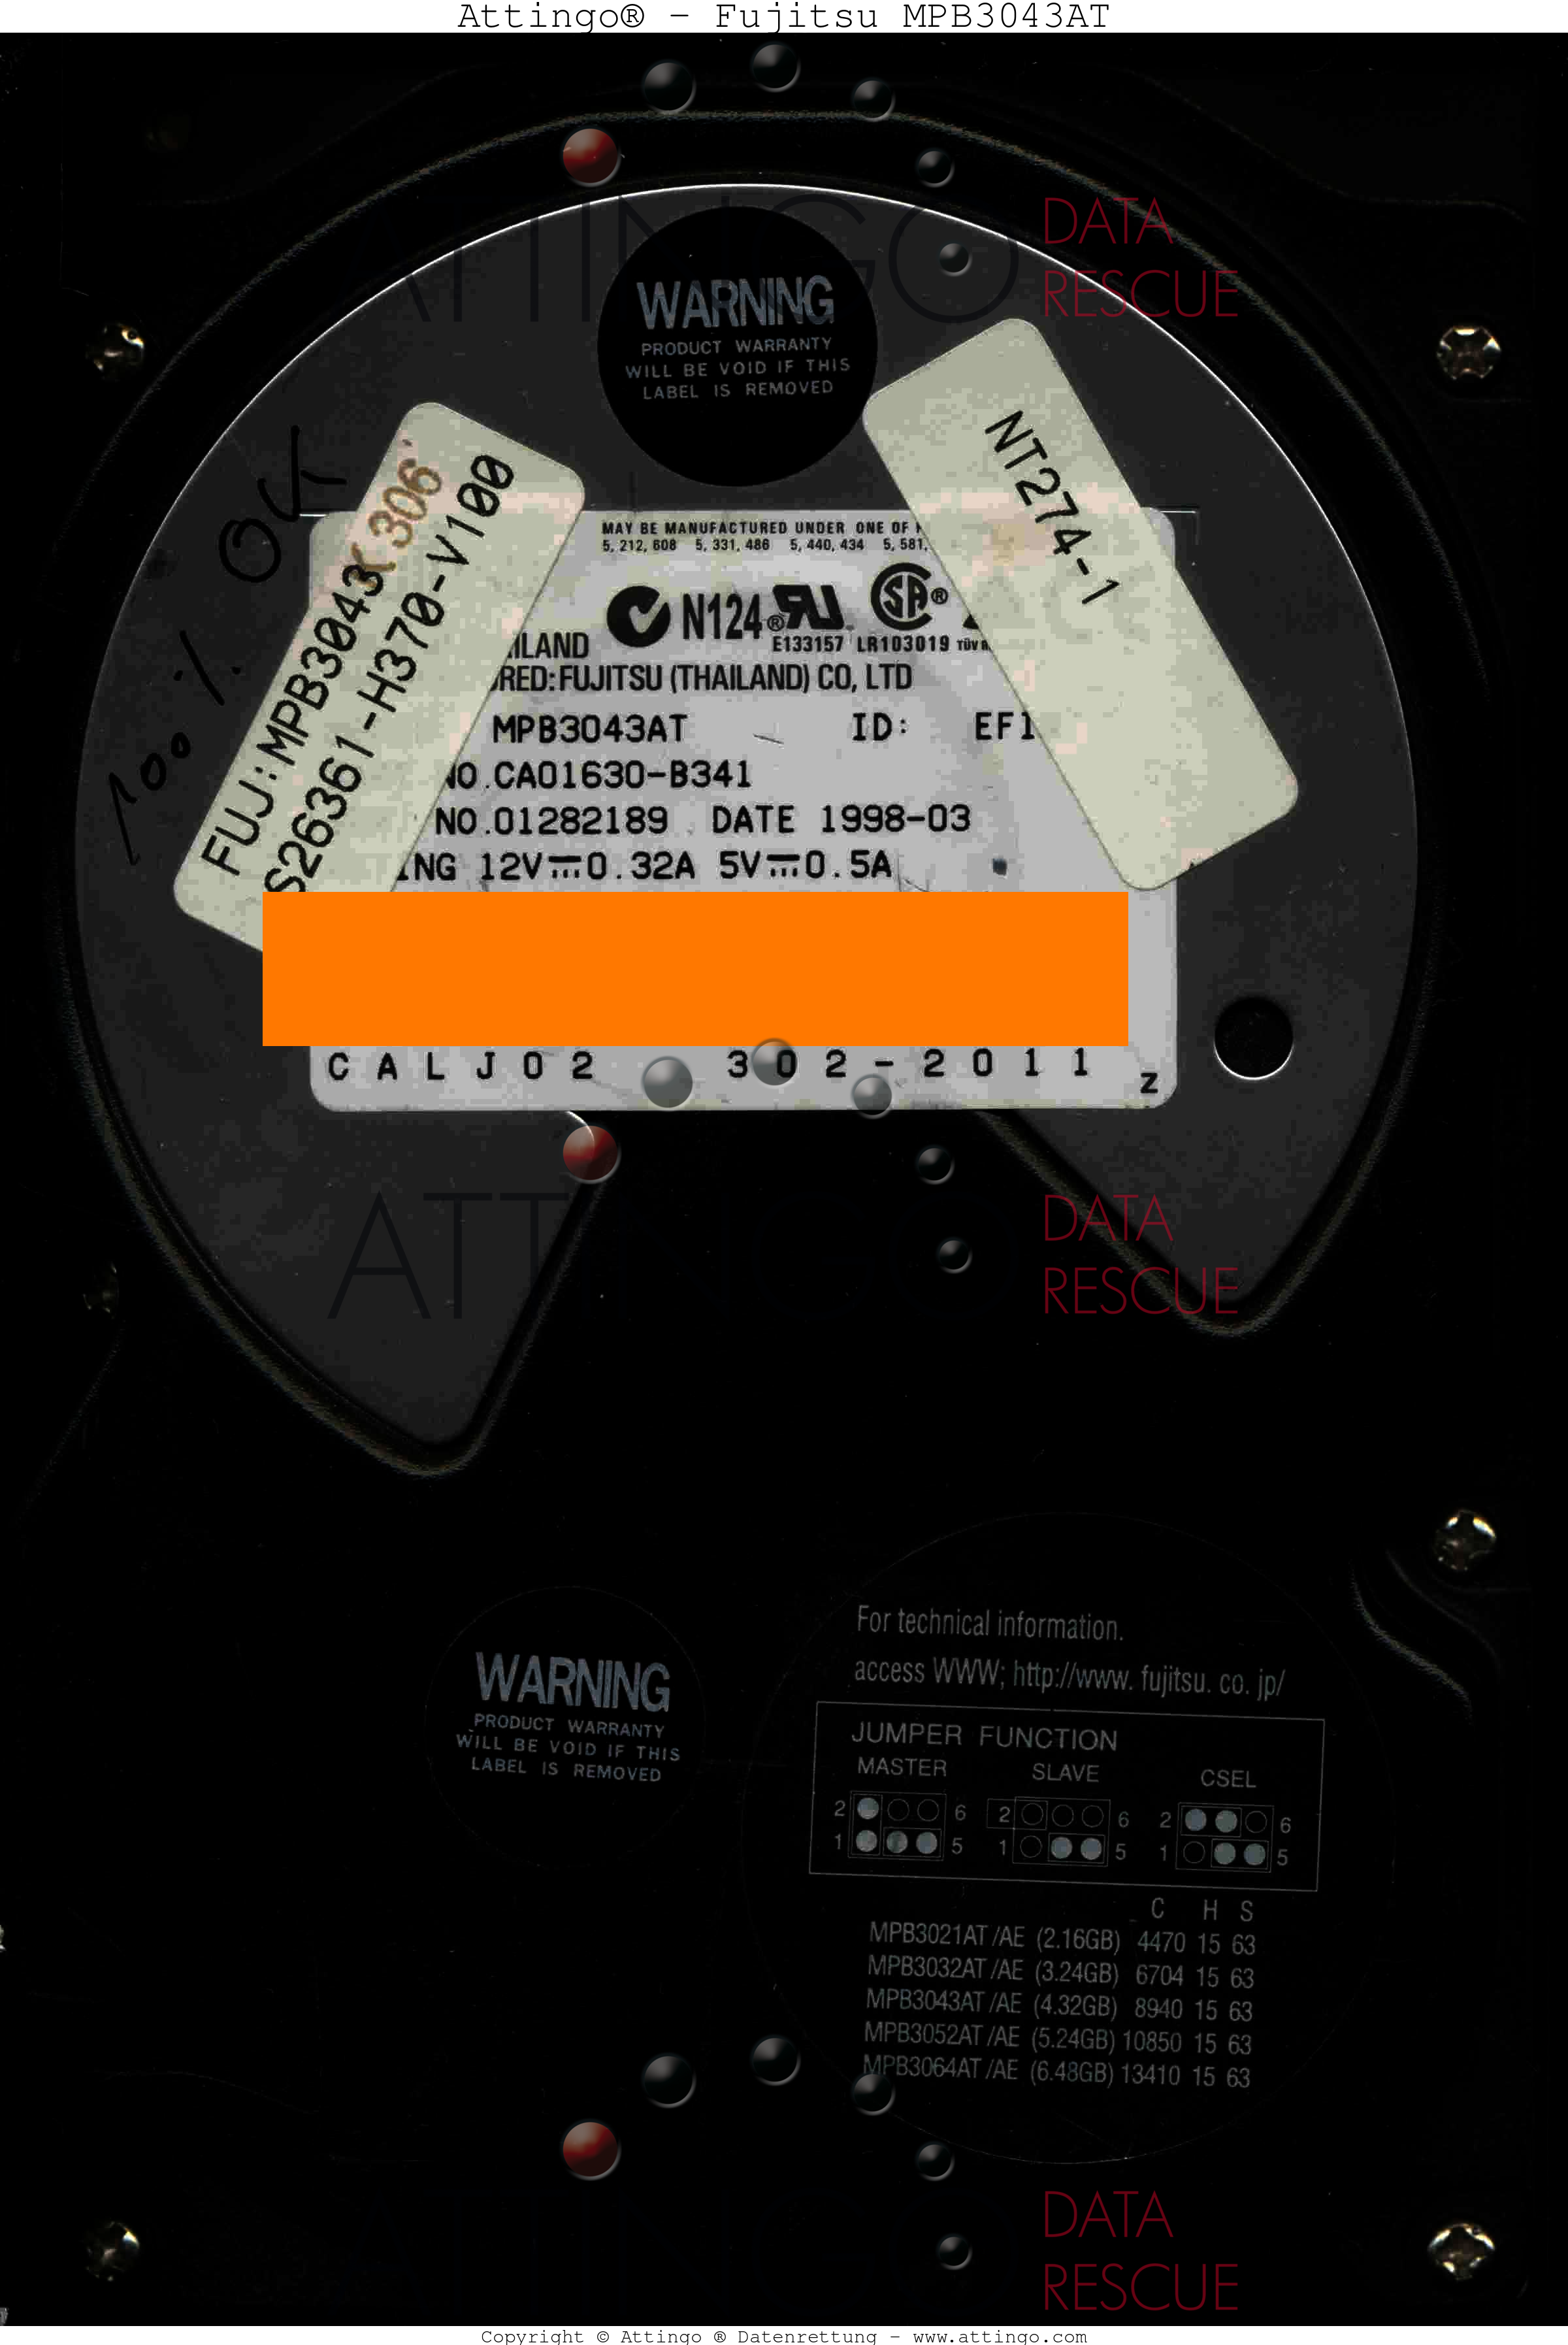 Attingo® - Fujitsu MPB3043AT
ATTINGO DATA
RESCUE
WARNING
PRODUCT WARRANTY
WILL BE VOID IF THIS
LABEL IS REMOVED
100% OK
FUJ: MPB3043
306
S26361-H370-V100
NT274-1
MAY BE MANUFACTURED UNDER ONE OF
5, 212, 608 5, 331, 486 5, 440, 434 5, 581,
N124 ® ®
E133157 LR103019 TÜV
ILAND
RED: FUJITSU (THAILAND) CO, LTD
MPB3043AT ID: EF
NO.CA01630-B341
NO.01282189 DATE 1998-03
NG 12V 0.32A 5V 0.5A
CALJ02 302-2011 Z
ATTINGO DATA
RESCUE
For technical information.
access WWW; http://www. fujitsu. co. jp/
WARNING
PRODUCT WARRANTY
WILL BE VOID IF THIS
LABEL IS REMOVED
JUMPER FUNCTION
MASTER SLAVE CSEL
2 6 2 6 2 6
1 5 1 5 1 5
C H S
MPB3021AT/AE (2.16GB) 4470 15 63
MPB3032AT/AE (3.24GB) 6704 15 63
MPB3043AT/AE (4.32GB) 8940 15 63
MPB3052AT/AE (5.24GB) 10850 15 63
MPB3064AT/AE (6.48GB) 13410 15 63
DATA
RESCUE
Copyright © Attingo ® Datenrettung - www.attingo.com